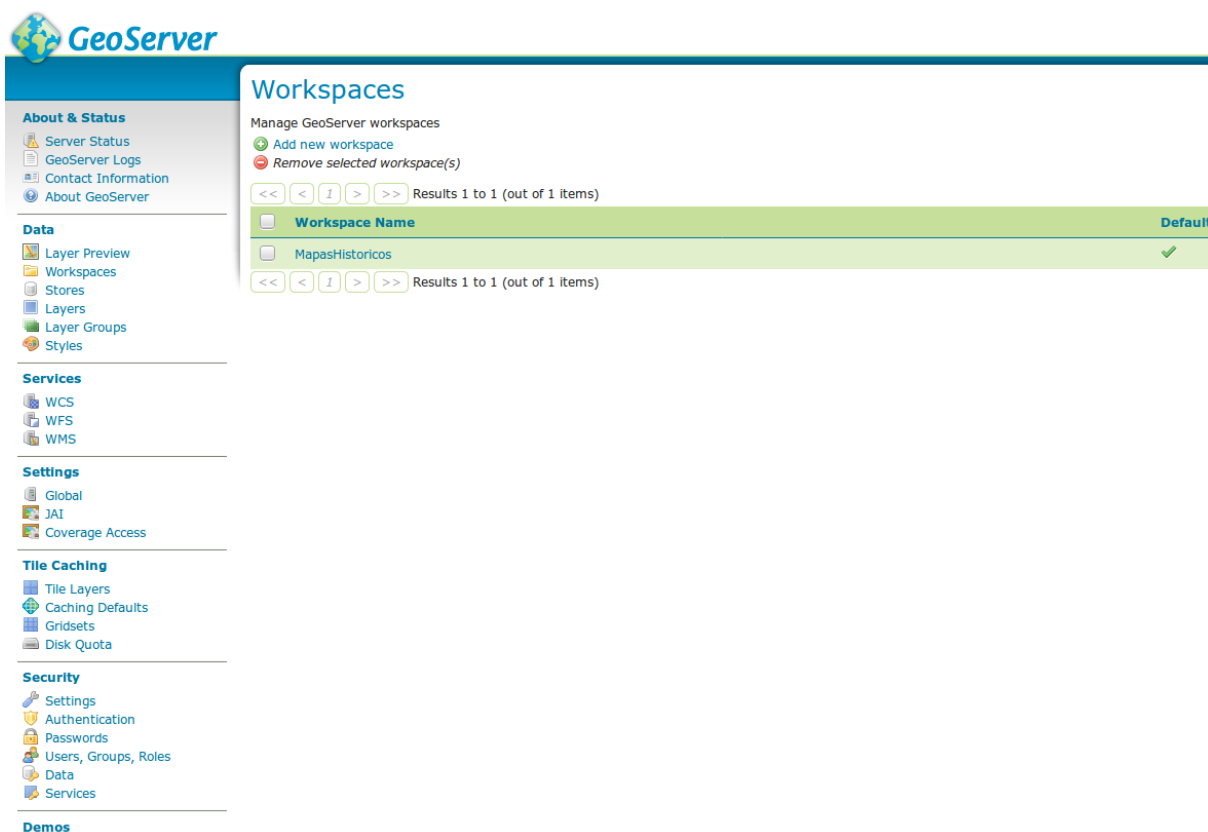 GeoServer
About & Status
Server Status
GeoServer Logs
Contact Information
About GeoServer
Data
Layer Preview
Workspaces
Stores
Layers
Layer Groups
Styles
Services
WCS
WFS
WMS
Settings
Global
JAI
Coverage Access
Tile Caching
Tile Layers
Caching Defaults
Gridsets
Disk Quota
Security
Settings
Authentication
Passwords
Users, Groups, Roles
Data
Services
Demos
Workspaces
Manage GeoServer workspaces
Add new workspace
Remove selected workspace(s)
<< < 1 > >> Results 1 to 1 (out of 1 items)
Workspace Name Default
MapasHistoricos
<< < 1 > >> Results 1 to 1 (out of 1 items)